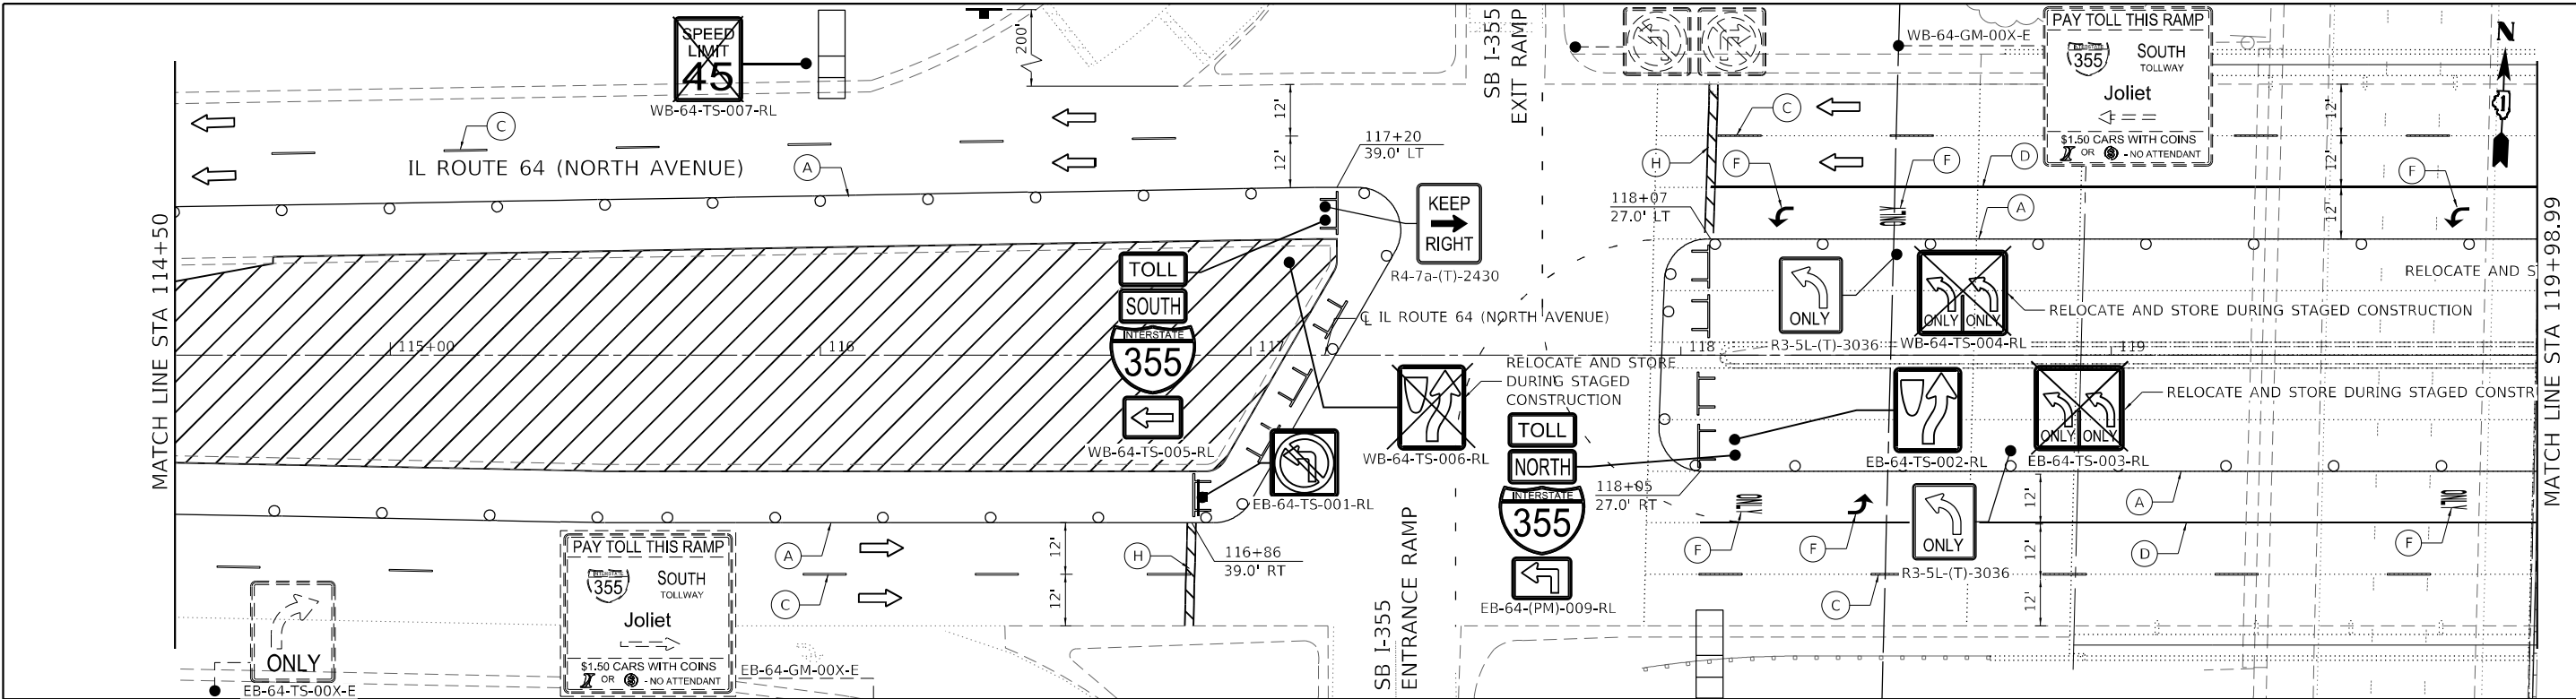 SPEED
LIMIT
45
WB-64-TS-007-RL
200'
SB I-355
EXIT RAMP
WB-64-GM-00X-E
PAY TOLL THIS RAMP
INTERSTATE
355
SOUTH
TOLLWAY
Joliet
$1.50 CARS WITH COINS
OR
- NO ATTENDANT
N
C
IL ROUTE 64 (NORTH AVENUE)
A
12'
12'
117+20
39.0' LT
KEEP
RIGHT
R4-7a-(T)-2430
C
H
F
F
D
F
12'
12'
12'
118+07
27.0' LT
A
MATCH LINE STA 114+50
TOLL
SOUTH
INTERSTATE
355
WB-64-TS-005-RL
℄ IL ROUTE 64 (NORTH AVENUE)
ONLY
R3-5L-(T)-3036
ONLY
ONLY
WB-64-TS-004-RL
RELOCATE AND STORE DURING STAGED CONSTRUCTION
RELOCATE AND S
115+00
116
117
118
119
RELOCATE AND STORE
DURING STAGED
CONSTRUCTION
WB-64-TS-006-RL
EB-64-TS-001-RL
TOLL
NORTH
INTERSTATE
355
EB-64-(PM)-009-RL
118+05
27.0' RT
EB-64-TS-002-RL
ONLY
ONLY
EB-64-TS-003-RL
RELOCATE AND STORE DURING STAGED CONSTR
MATCH LINE STA 119+98.99
ONLY
R3-5L-(T)-3036
F
F
A
D
F
C
12'
12'
12'
ONLY
EB-64-TS-00X-E
PAY TOLL THIS RAMP
INTERSTATE
355
SOUTH
TOLLWAY
Joliet
$1.50 CARS WITH COINS
OR
- NO ATTENDANT
EB-64-GM-00X-E
A
C
12'
12'
H
116+86
39.0' RT
SB I-355
ENTRANCE RAMP